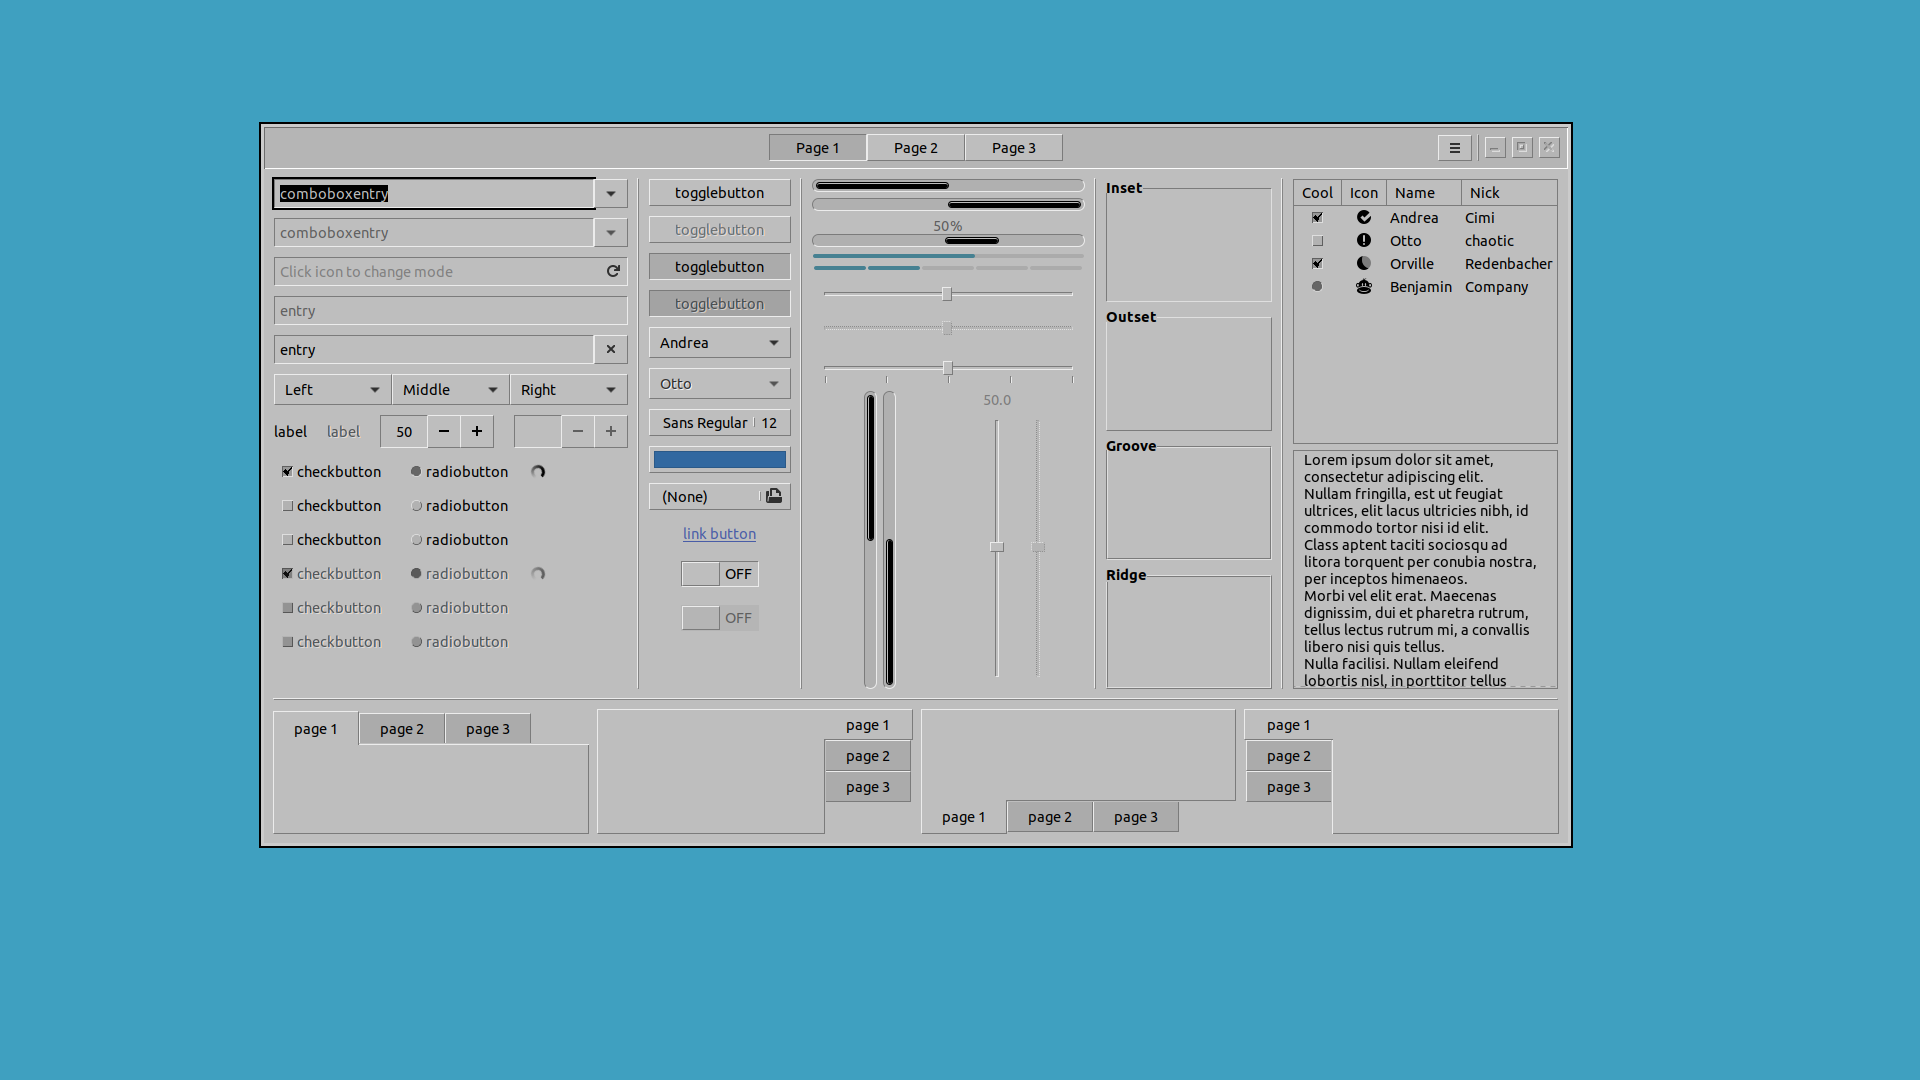 Page 1 Page 2 Page 3
comboboxentry
comboboxentry
Click icon to change mode
entry
entry
Left Middle Right
label label 50
checkbutton radiobutton
checkbutton radiobutton
checkbutton radiobutton
checkbutton radiobutton
checkbutton radiobutton
checkbutton radiobutton
togglebutton
togglebutton
togglebutton
togglebutton
Andrea
Otto
Sans Regular 12
(None)
link button
OFF
OFF
50%
50.0
Inset
Outset
Groove
Ridge
Cool Icon Name Nick
Andrea Cimi
Otto chaotic
Orville Redenbacher
Benjamin Company
Lorem ipsum dolor sit amet,
consectetur adipiscing elit.
Nullam fringilla, est ut feugiat
ultrices, elit lacus ultricies nibh, id
commodo tortor nisi id elit.
Class aptent taciti sociosqu ad
litora torquent per conubia nostra,
per inceptos himenaeos.
Morbi vel elit erat. Maecenas
dignissim, dui et pharetra rutrum,
tellus lectus rutrum mi, a convallis
libero nisi quis tellus.
Nulla facilisi. Nullam eleifend
lobortis nisl, in porttitor tellus
page 1 page 2 page 3
page 1
page 2
page 3
page 1 page 2 page 3
page 1
page 2
page 3